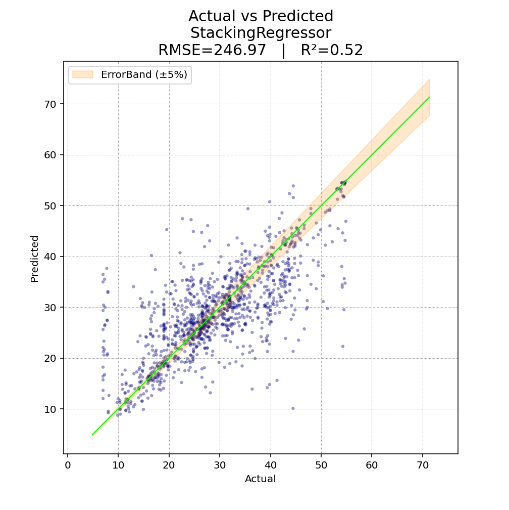 Actual vs Predicted
StackingRegressor
RMSE=246.97 | R²=0.52
ErrorBand (±5%)
70
60
50
40
30
20
10
Predicted
0 10 20 30 40 50 60 70
Actual